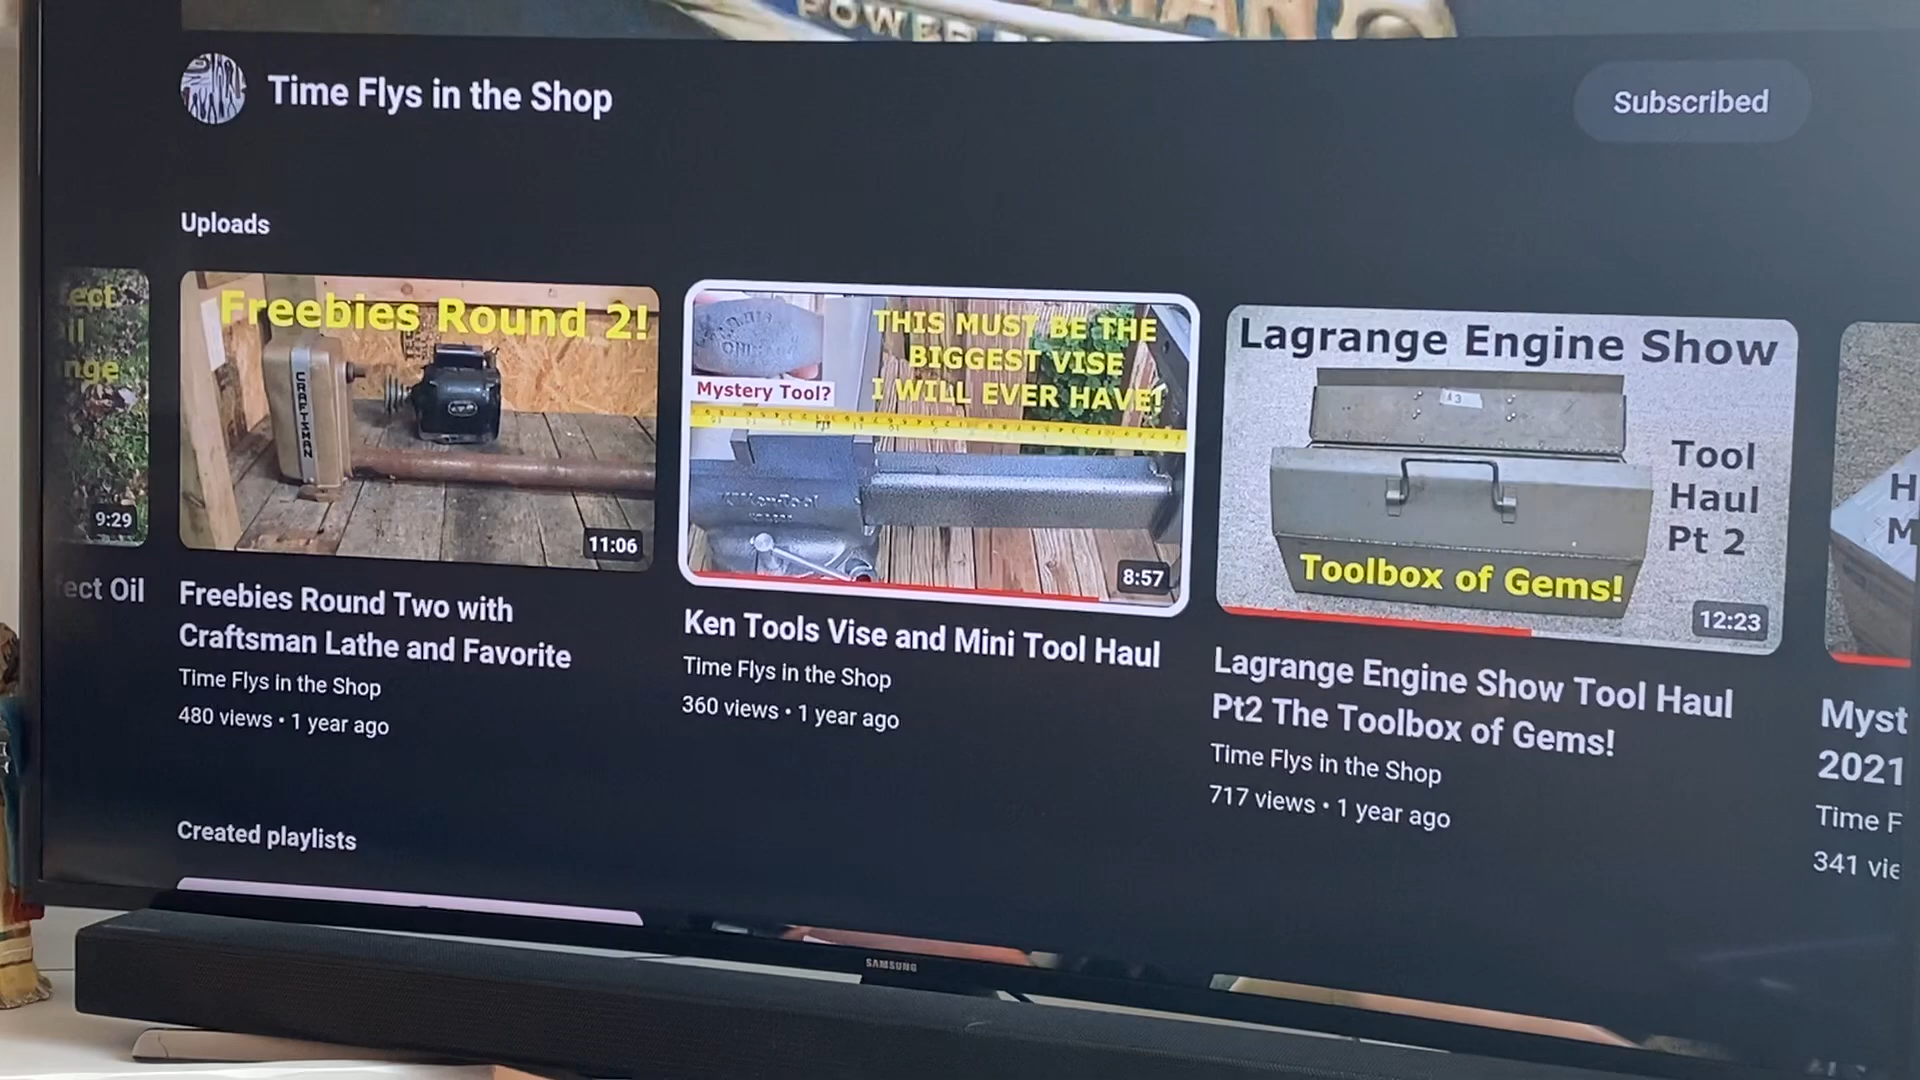 Time Flys in the Shop
Subscribed
Uploads
ect
nge
9:29
ect Oil
Freebies Round 2!
CRAFTSMAN
11:06
Freebies Round Two with
Craftsman Lathe and Favorite
Time Flys in the Shop
480 views • 1 year ago
Mystery Tool?
THIS MUST BE THE
BIGGEST VISE
I WILL EVER HAVE!
8:57
Ken Tools Vise and Mini Tool Haul
Time Flys in the Shop
360 views • 1 year ago
Lagrange Engine Show
Tool
Haul
Pt 2
Toolbox of Gems!
12:23
Lagrange Engine Show Tool Haul
Pt2 The Toolbox of Gems!
Time Flys in the Shop
717 views • 1 year ago
H
M
Myst
2021
Time F
341 vie
Created playlists
SAMSUNG